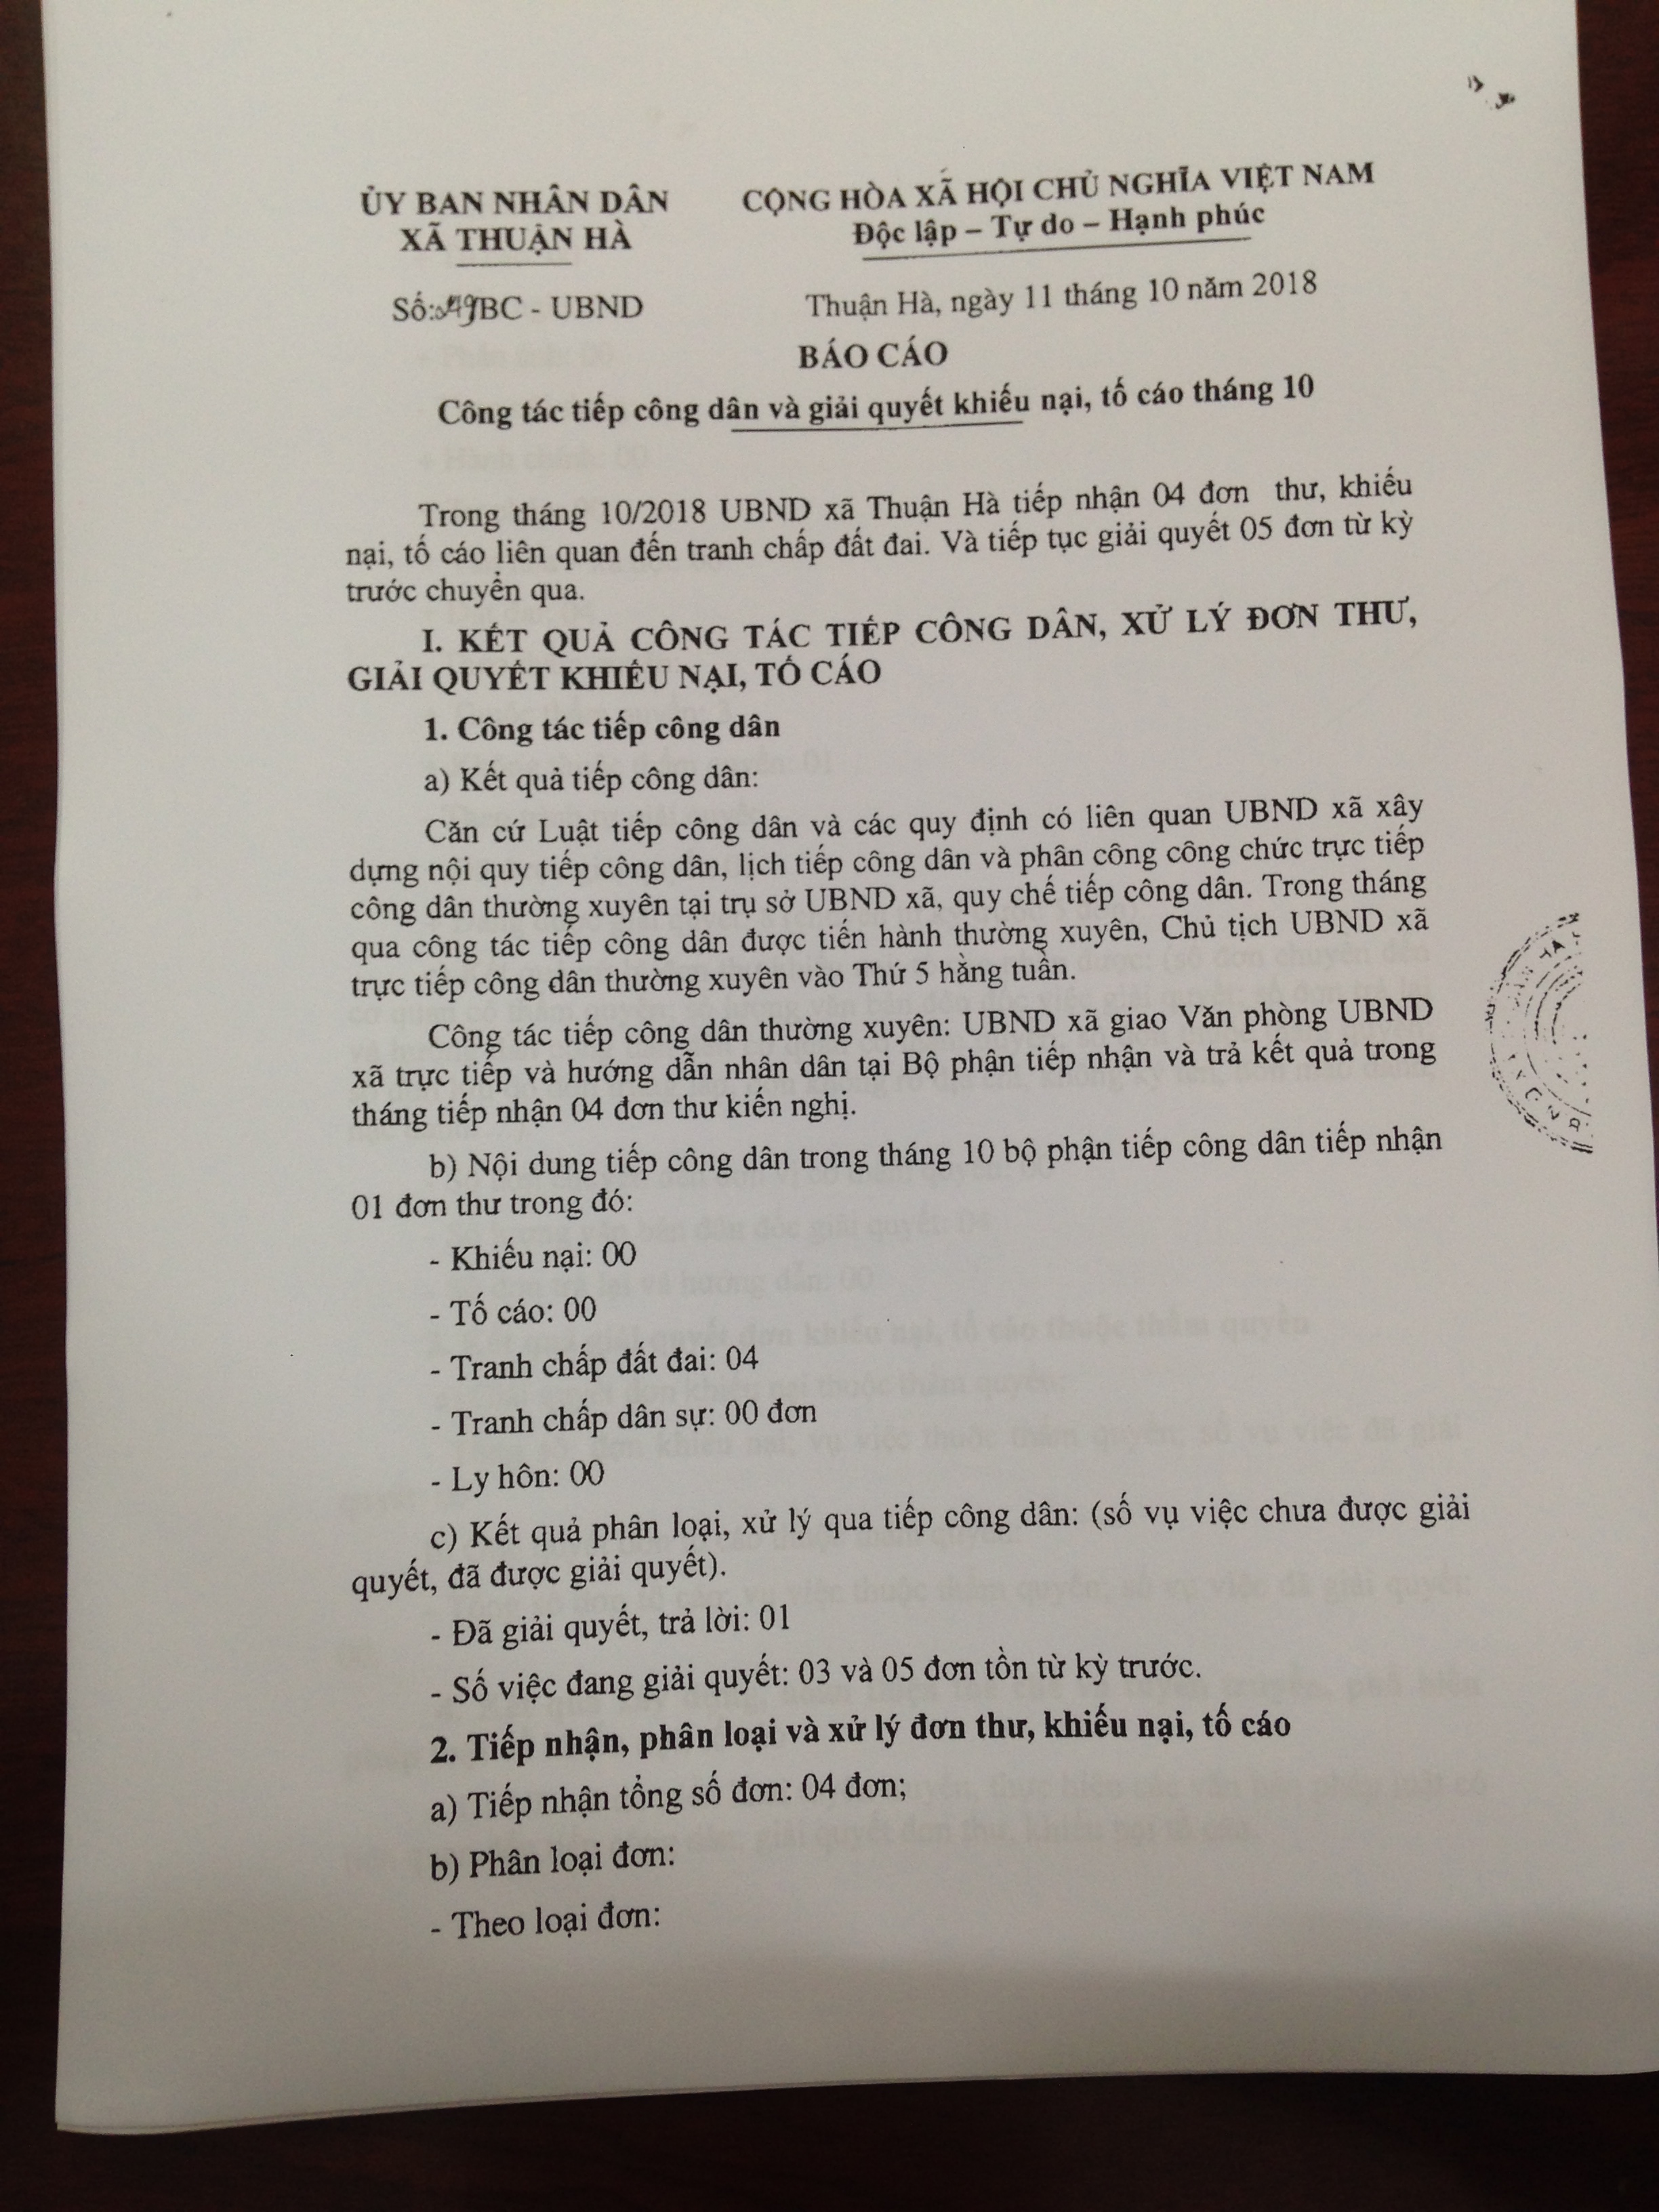 ỦY BAN NHÂN DÂN
XÃ THUẬN HÀ
CỘNG HÒA XÃ HỘI CHỦ NGHĨA VIỆT NAM
Độc lập – Tự do – Hạnh phúc
Số: BC - UBND
Thuận Hà, ngày 11 tháng 10 năm 2018
BÁO CÁO
Công tác tiếp công dân và giải quyết khiếu nại, tố cáo tháng 10
Trong tháng 10/2018 UBND xã Thuận Hà tiếp nhận 04 đơn thư, khiếu
nại, tố cáo liên quan đến tranh chấp đất đai. Và tiếp tục giải quyết 05 đơn từ kỳ
trước chuyển qua.
I. KẾT QUẢ CÔNG TÁC TIẾP CÔNG DÂN, XỬ LÝ ĐƠN THƯ,
GIẢI QUYẾT KHIẾU NẠI, TỐ CÁO
1. Công tác tiếp công dân
a) Kết quả tiếp công dân:
Căn cứ Luật tiếp công dân và các quy định có liên quan UBND xã xây
dựng nội quy tiếp công dân, lịch tiếp công dân và phân công công chức trực tiếp
công dân thường xuyên tại trụ sở UBND xã, quy chế tiếp công dân. Trong tháng
qua công tác tiếp công dân được tiến hành thường xuyên, Chủ tịch UBND xã
trực tiếp công dân thường xuyên vào Thứ 5 hằng tuần.
Công tác tiếp công dân thường xuyên: UBND xã giao Văn phòng UBND
xã trực tiếp và hướng dẫn nhân dân tại Bộ phận tiếp nhận và trả kết quả trong
tháng tiếp nhận 04 đơn thư kiến nghị.
b) Nội dung tiếp công dân trong tháng 10 bộ phận tiếp công dân tiếp nhận
01 đơn thư trong đó:
- Khiếu nại: 00
- Tố cáo: 00
- Tranh chấp đất đai: 04
- Tranh chấp dân sự: 00 đơn
- Ly hôn: 00
c) Kết quả phân loại, xử lý qua tiếp công dân: (số vụ việc chưa được giải
quyết, đã được giải quyết).
- Đã giải quyết, trả lời: 01
- Số việc đang giải quyết: 03 và 05 đơn tồn từ kỳ trước.
2. Tiếp nhận, phân loại và xử lý đơn thư, khiếu nại, tố cáo
a) Tiếp nhận tổng số đơn: 04 đơn;
b) Phân loại đơn:
- Theo loại đơn: